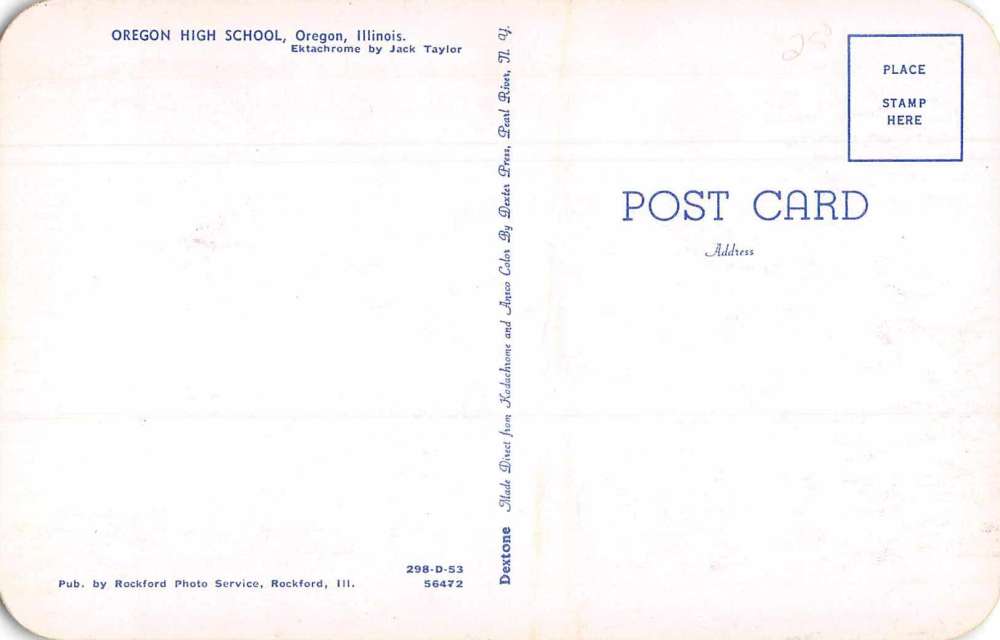 OREGON HIGH SCHOOL, Oregon, Illinois.
Ektachrome by Jack Taylor
298-D-53
Pub. by Rockford Photo Service, Rockford, Ill.
56472
Dextone Made Direct from Kodachrome and Ansco Color By Dexter Press, Pearl River, N. Y.
PLACE
STAMP
HERE
POST CARD
Address